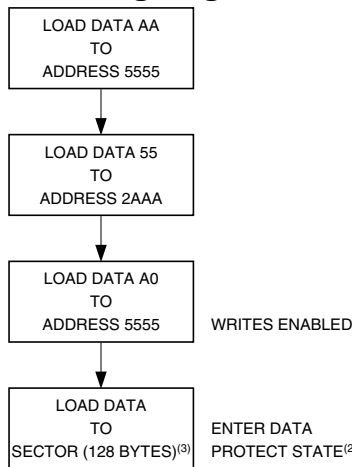 LOAD DATA AA
TO
ADDRESS 5555
LOAD DATA 55
TO
ADDRESS 2AAA
LOAD DATA A0
TO
ADDRESS 5555
WRITES ENABLED
LOAD DATA
TO
SECTOR (128 BYTES)(3)
ENTER DATA
PROTECT STATE(2